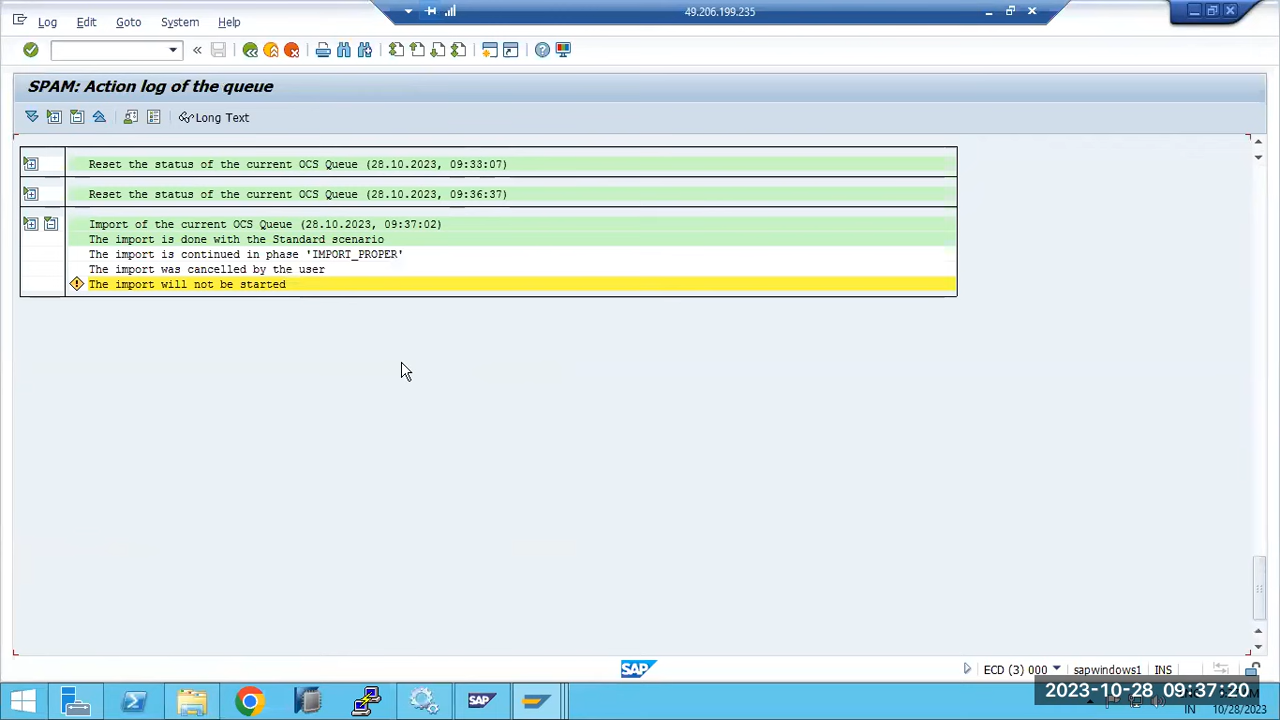 49.206.199.235
Log Edit Goto System Help
SPAM: Action log of the queue
Long Text
Reset the status of the current OCS Queue (28.10.2023, 09:33:07)
Reset the status of the current OCS Queue (28.10.2023, 09:36:37)
Import of the current OCS Queue (28.10.2023, 09:37:02)
The import is done with the Standard scenario
The import is continued in phase 'IMPORT_PROPER'
The import was cancelled by the user
The import will not be started
SAP
ECD (3) 000 sapwindows1 INS
SAP
2023-10-28 09:37:20
IN 10/28/2023